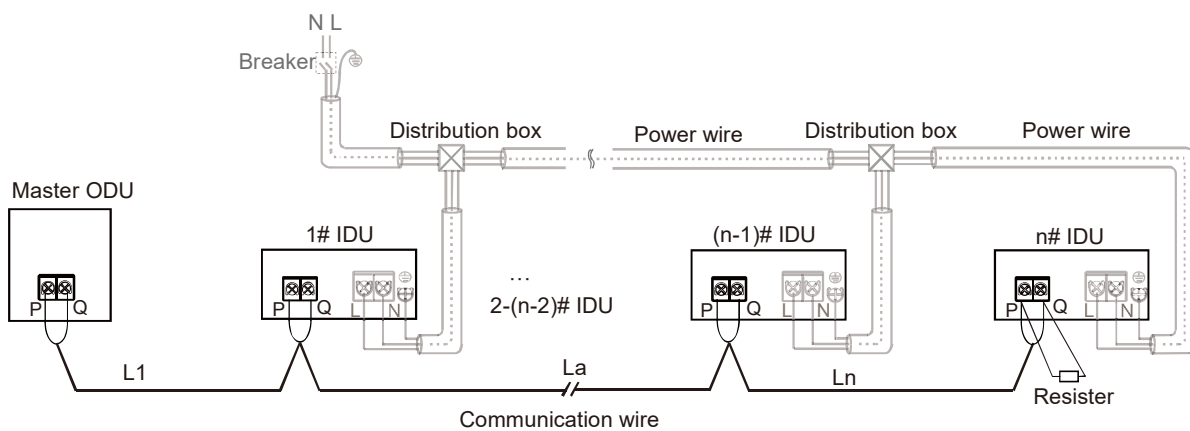 N L
Breaker
Distribution box
Power wire
Distribution box
Power wire
Master ODU
1# IDU
(n-1)# IDU
n# IDU
...
2-(n-2)# IDU
P Q
P Q L N
P Q L N
P Q L N
L1
La
Ln
Resister
Communication wire